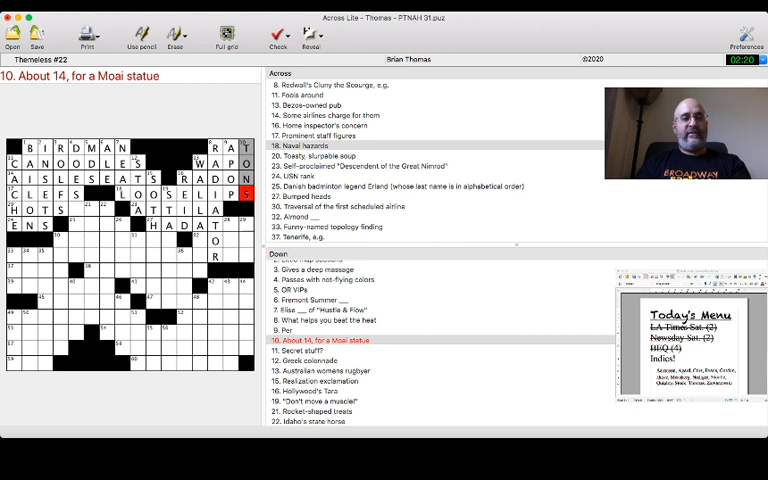 Across Lite - Thomas - PTNAH 31.puz
Open Save Print Use pencil Erase Full grid Check Reveal Preferences
Themeless #22 Brian Thomas ©2020 02:20
10. About 14, for a Moai statue
Across
8. Redwall's Cluny the Scourge, e.g.
11. Fools around
13. Bezos-owned pub
14. Some airlines charge for them
16. Home inspector's concern
17. Prominent staff figures
18. Naval hazards
20. Toasty, slurpable soup
23. Self-proclaimed "Descendent of the Great Nimrod"
24. USN rank
25. Danish badminton legend Erland (whose last name is in alphabetical order)
27. Bumped heads
30. Traversal of the first scheduled airline
32. Almond ___
33. Funny-named topology finding
37. Tenerife, e.g.
Down
3. Gives a deep massage
4. Passes with not-flying colors
5. OR VIPs
6. Fremont Summer ___
7. Elise ___ of "Hustle & Flow"
8. What helps you beat the heat
9. Per
10. About 14, for a Moai statue
11. Secret stuff?
12. Greek colonnade
13. Australian womens rugbyer
15. Realization exclamation
16. Hollywood's Tara
19. "Don't move a muscle!"
21. Rocket-shaped treats
22. Idaho's state horse
BIRDMAN RAT
CANOODLES WAPO
AISLESEATS RADON
CLEFS LOOSELIPS
HOTS ATTILA
ENS HADAT
O
R
BROADWAY
Today's Menu
LA Times Sat. (2)
Newsday Sat. (2)
BEQ (4)
Indies!